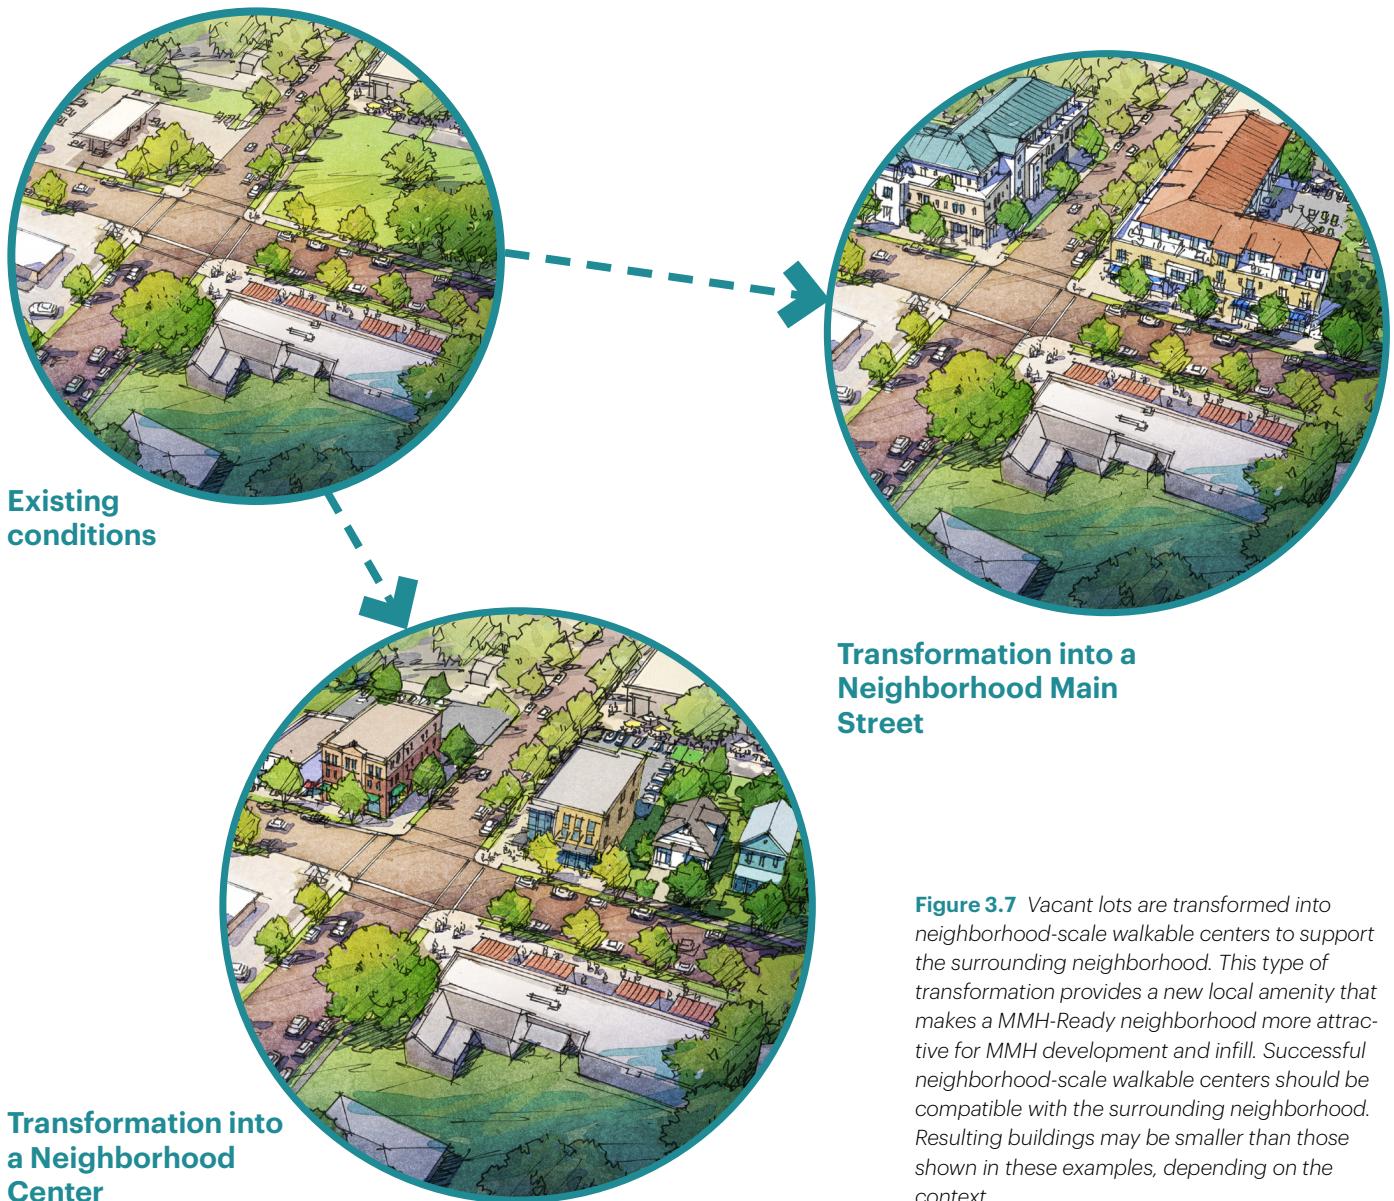 Existing
conditions
Transformation into a
Neighborhood Main
Street
Transformation into
a Neighborhood
Center
Figure 3.7 Vacant lots are transformed into
neighborhood-scale walkable centers to support
the surrounding neighborhood. This type of
transformation provides a new local amenity that
makes a MMH-Ready neighborhood more attrac-
tive for MMH development and infill. Successful
neighborhood-scale walkable centers should be
compatible with the surrounding neighborhood.
Resulting buildings may be smaller than those
shown in these examples, depending on the
context.